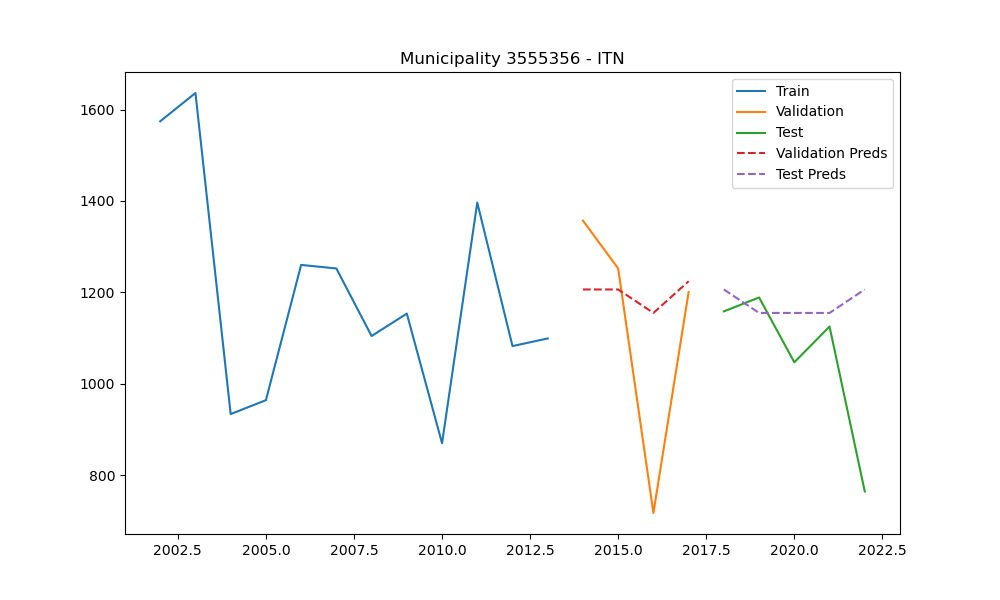 Municipality 3555356 - ITN
Train
Validation
Test
Validation Preds
Test Preds
1600
1400
1200
1000
800
2002.5 2005.0 2007.5 2010.0 2012.5 2015.0 2017.5 2020.0 2022.5